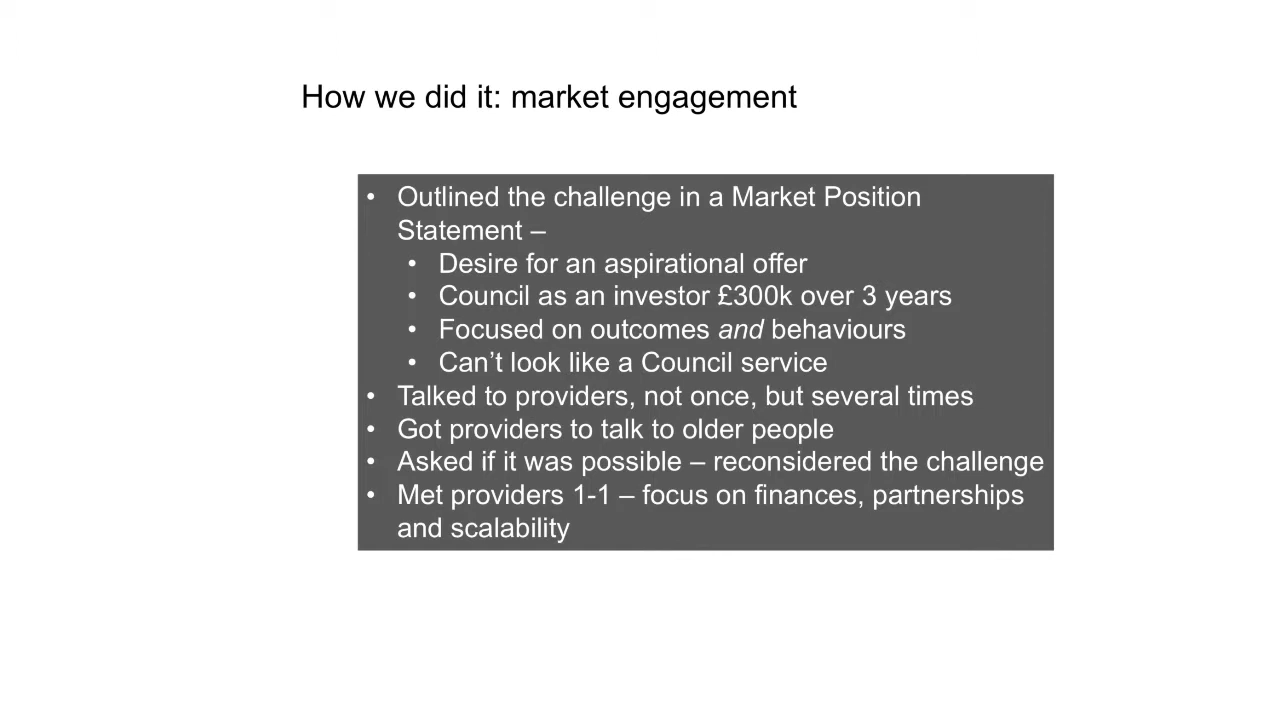 How we did it: market engagement
• Outlined the challenge in a Market Position
Statement –
• Desire for an aspirational offer
• Council as an investor £300k over 3 years
• Focused on outcomes and behaviours
• Can’t look like a Council service
• Talked to providers, not once, but several times
• Got providers to talk to older people
• Asked if it was possible – reconsidered the challenge
• Met providers 1-1 – focus on finances, partnerships
and scalability